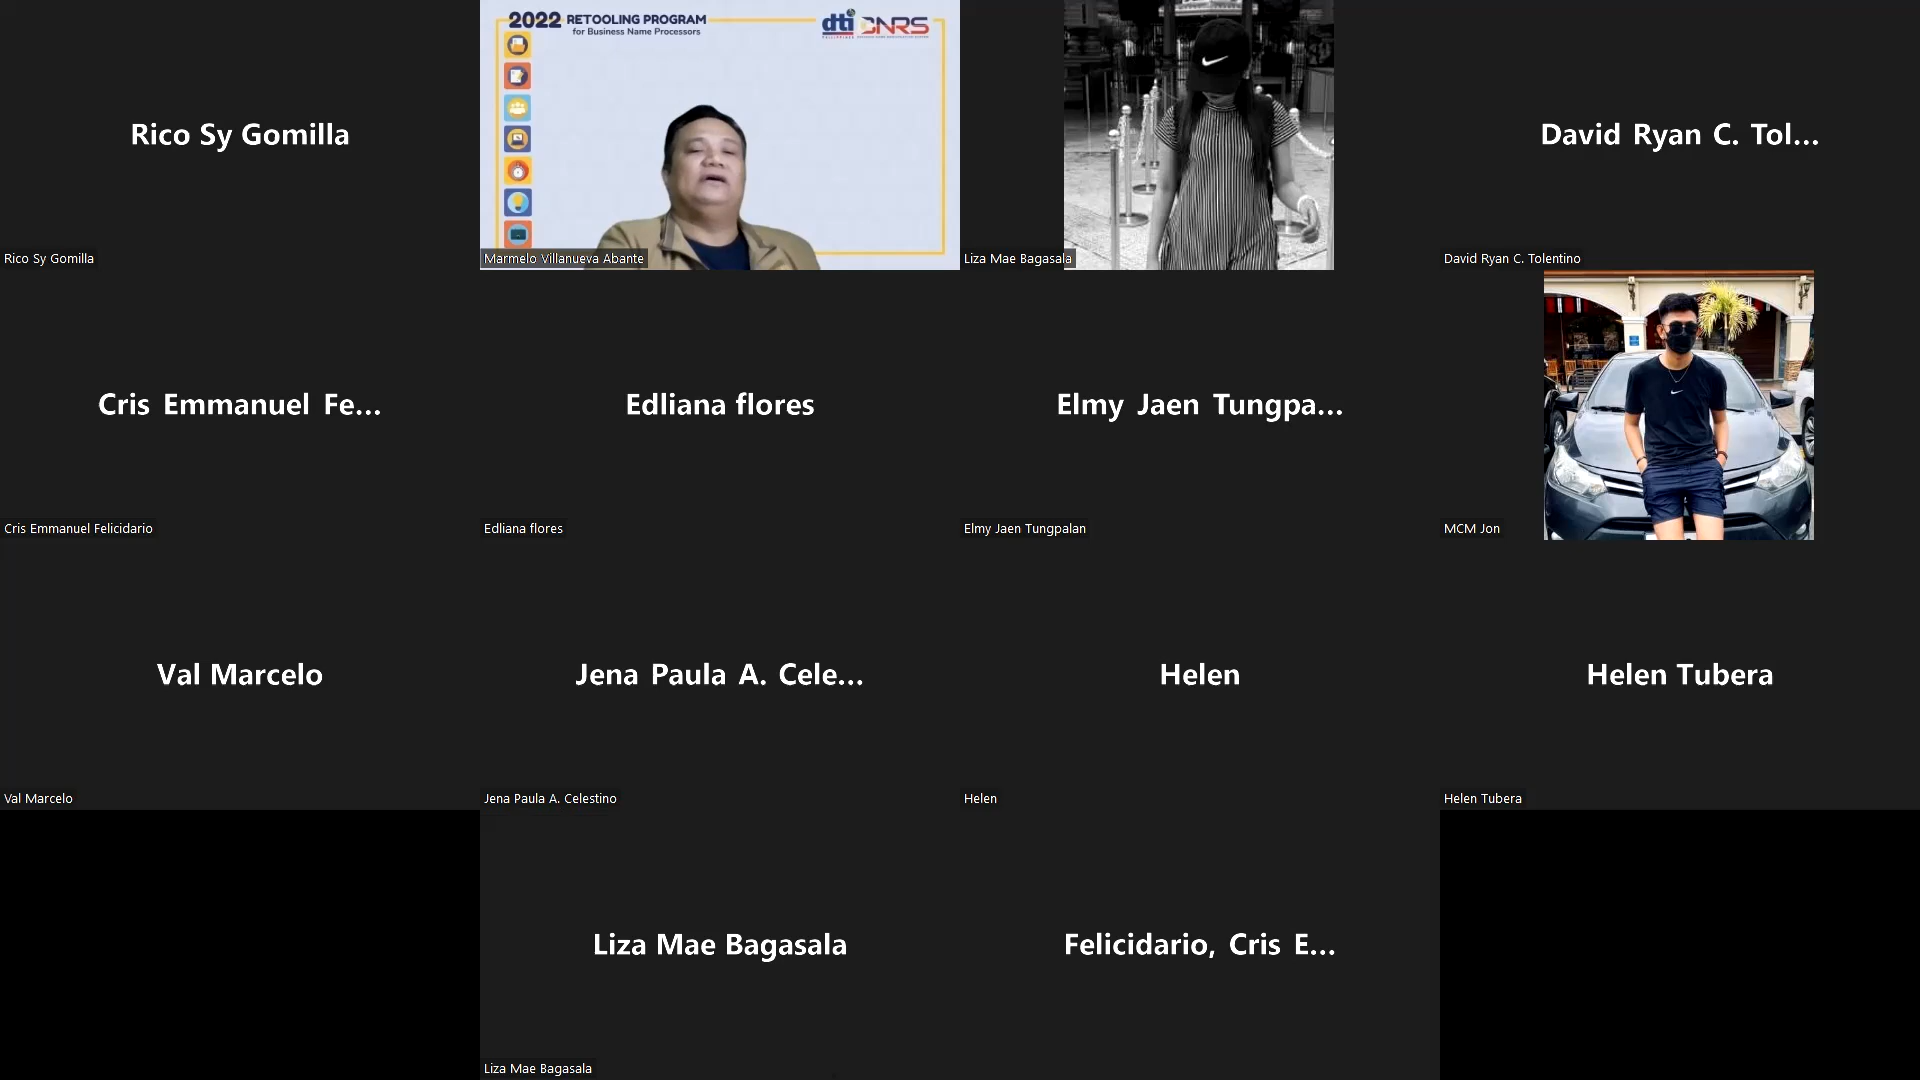 2022 RETOOLING PROGRAM
for Business Name Processors
dti BNRS
PHILIPPINES
Rico Sy Gomilla
David Ryan C. Tol...
Rico Sy Gomilla
Marmelo Villanueva Abante
Liza Mae Bagasala
David Ryan C. Tolentino
Cris Emmanuel Fe...
Edliana flores
Elmy Jaen Tungpa...
Cris Emmanuel Felicidario
Edliana flores
Elmy Jaen Tungpalan
MCM Jon
Val Marcelo
Jena Paula A. Cele...
Helen
Helen Tubera
Val Marcelo
Jena Paula A. Celestino
Helen
Helen Tubera
Liza Mae Bagasala
Felicidario, Cris E...
Liza Mae Bagasala